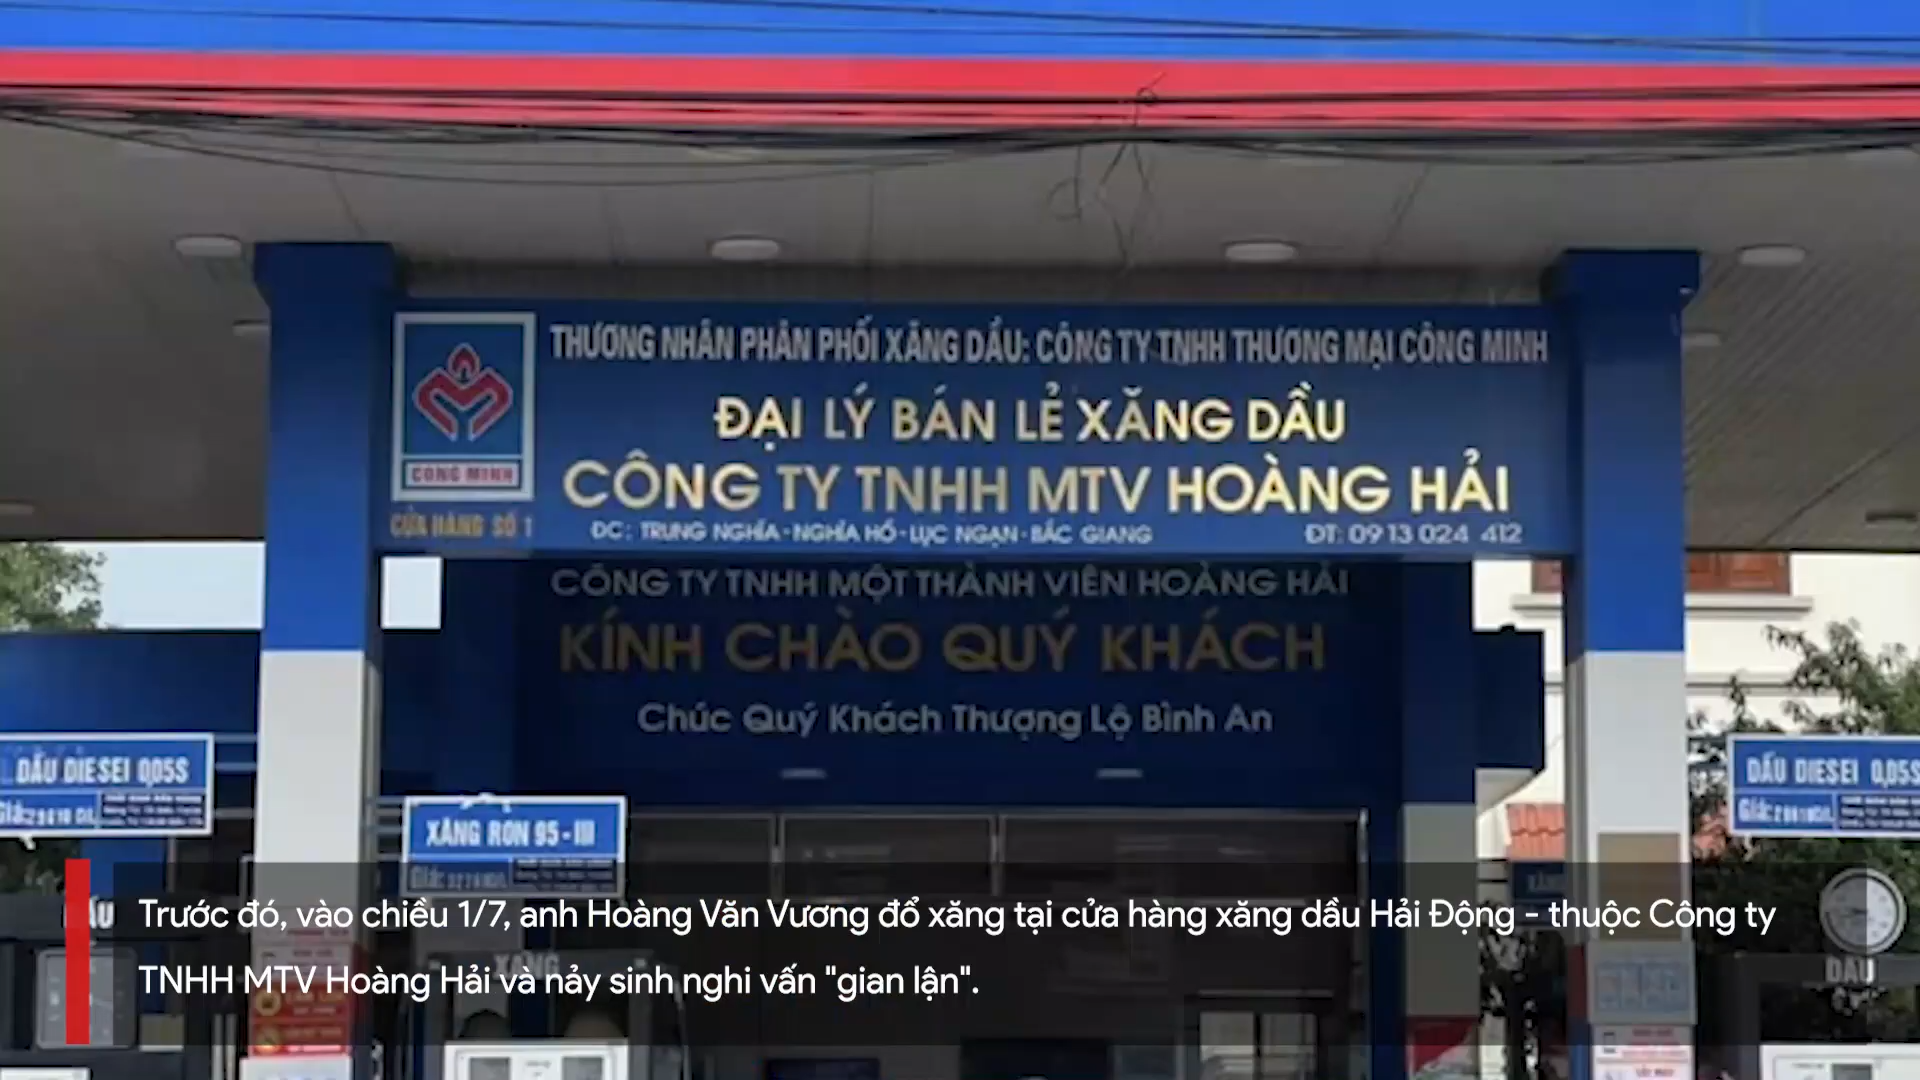 THƯƠNG NHÂN PHÂN PHỐI XĂNG DẦU: CÔNG TY TNHH THƯƠNG MẠI CÔNG MINH
ĐẠI LÝ BÁN LẺ XĂNG DẦU
CÔNG TY TNHH MTV HOÀNG HẢI
CÔNG MINH
CỬA HÀNG SỐ 1
ĐC: TRUNG NGHĨA - NGHĨA HỒ - LỤC NGẠN - BẮC GIANG
ĐT: 0913 024 412
CÔNG TY TNHH MỘT THÀNH VIÊN HOÀNG HẢI
KÍNH CHÀO QUÝ KHÁCH
Chúc Quý Khách Thượng Lộ Bình An
DẦU DIESEL 0,05S
Giá:
XĂNG RON 95-III
Giá:
DẦU DIESEL 0,05S
Giá:
Trước đó, vào chiều 1/7, anh Hoàng Văn Vương đổ xăng tại cửa hàng xăng dầu Hải Động - thuộc Công ty
TNHH MTV Hoàng Hải và nảy sinh nghi vấn "gian lận".
XĂNG
DẦU